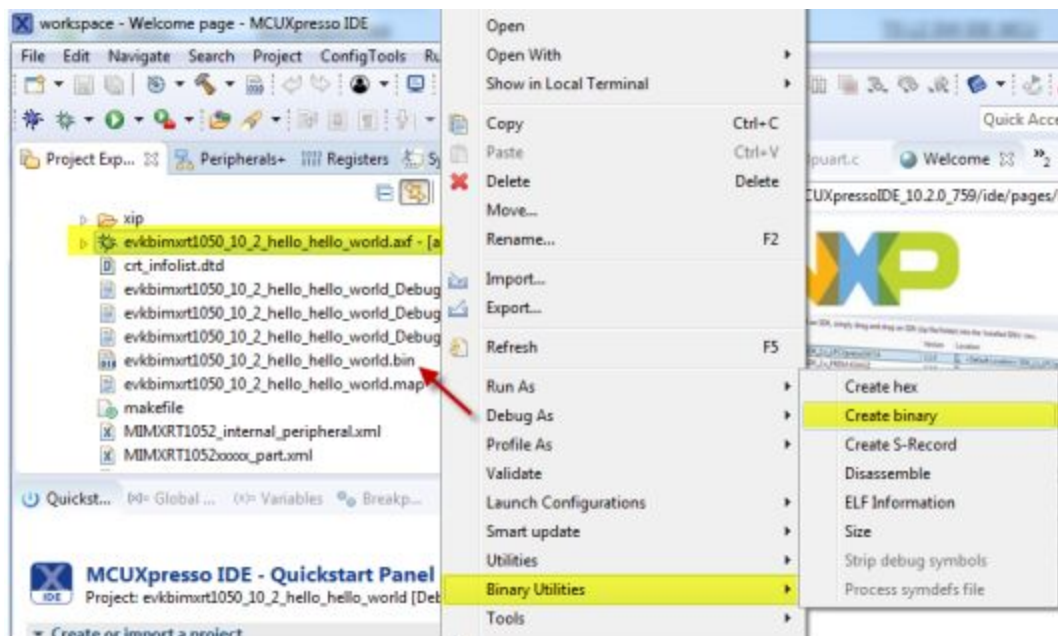 workspace - Welcome page - MCUXpresso IDE
File Edit Navigate Search Project ConfigTools Ru
Quick Acce
Project Exp... Peripherals+ Registers Sy
puart.c Welcome »2
CUXpressoIDE_10.2.0_759/ide/pages/
xip
evkbimxrt1050_10_2_hello_hello_world.axf - [a
crt_infolist.dtd
evkbimxrt1050_10_2_hello_hello_world_Debug
evkbimxrt1050_10_2_hello_hello_world_Debug
evkbimxrt1050_10_2_hello_hello_world_Debug
evkbimxrt1050_10_2_hello_hello_world.bin
evkbimxrt1050_10_2_hello_hello_world.map
makefile
MIMXRT1052_internal_peripheral.xml
MIMXRT1052xxxxx_part.xml
Quickst... (x)= Global ... (x)= Variables Breakp...
MCUXpresso IDE - Quickstart Panel
IDE
Project: evkbimxrt1050_10_2_hello_hello_world [Det
Create or import a project
Open
Open With
Show in Local Terminal
Copy Ctrl+C
Paste Ctrl+V
Delete Delete
Move...
Rename... F2
Import...
Export...
Refresh F5
Run As
Debug As
Profile As
Validate
Launch Configurations
Smart update
Utilities
Binary Utilities
Tools
Create hex
Create binary
Create S-Record
Disassemble
ELF Information
Size
Strip debug symbols
Process symdefs file